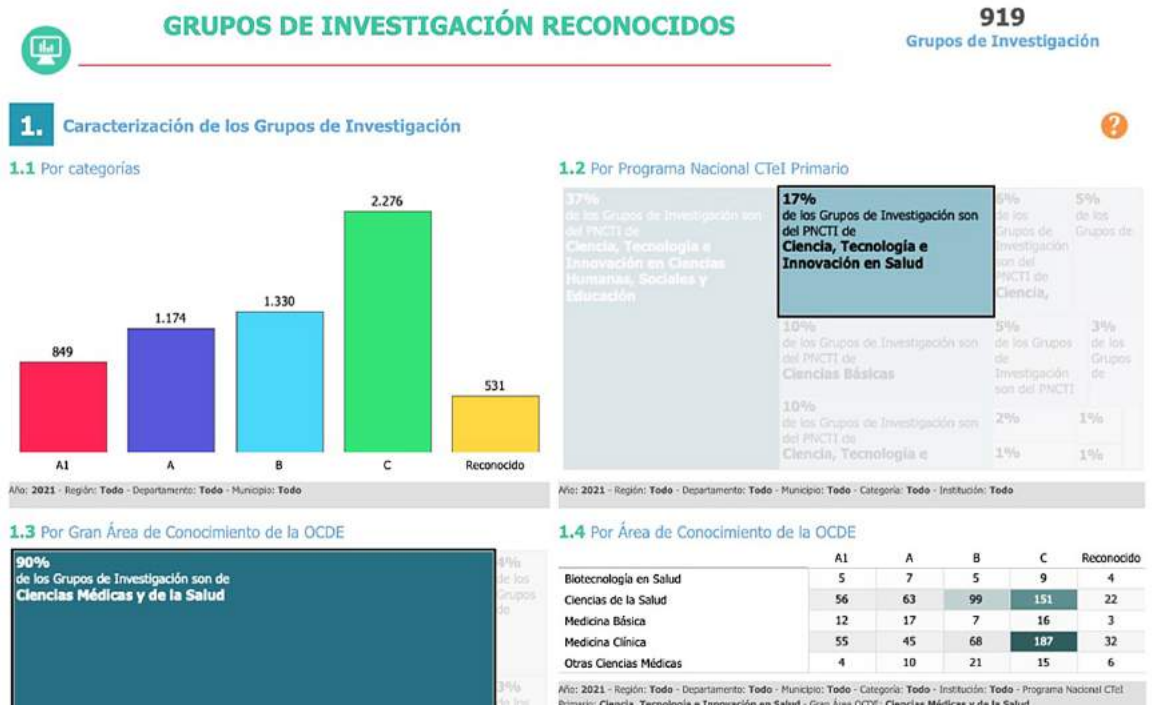 GRUPOS DE INVESTIGACIÓN RECONOCIDOS
919
Grupos de Investigación
1. Caracterización de los Grupos de Investigación
?
1.1 Por categorías
849
1.174
1.330
2.276
531
A1
A
B
C
Reconocido
Año: 2021 - Región: Todo - Departamento: Todo - Municipio: Todo
1.2 Por Programa Nacional CTeI Primario
37%
de los Grupos de Investigación son
del PNCTI de
Ciencia, Tecnología e
Innovación en Ciencias
Humanas, Sociales y
Educación
17%
de los Grupos de Investigación son
del PNCTI de
Ciencia, Tecnología e
Innovación en Salud
6%
de los
Grupos de
Investigación
son del
PNCTI de
Ciencia,
5%
de los
Grupos de
10%
de los Grupos de Investigación son
del PNCTI de
Ciencias Básicas
5%
de los Grupos
de
Investigación
son del PNCTI
3%
de los
Grupos
de
10%
de los Grupos de Investigación son
del PNCTI de
Ciencia, Tecnología e
2%
1%
1%
1%
Año: 2021 - Región: Todo - Departamento: Todo - Municipio: Todo - Categoría: Todo - Institución: Todo
1.3 Por Gran Área de Conocimiento de la OCDE
90%
de los Grupos de Investigación son de
Ciencias Médicas y de la Salud
4%
de los
Grupos
de
3%
de los
1.4 Por Área de Conocimiento de la OCDE
A1 A B C Reconocido
Biotecnología en Salud 5 7 5 9 4
Ciencias de la Salud 56 63 99 151 22
Medicina Básica 12 17 7 16 3
Medicina Clínica 55 45 68 187 32
Otras Ciencias Médicas 4 10 21 15 6
Año: 2021 - Región: Todo - Departamento: Todo - Municipio: Todo - Categoría: Todo - Institución: Todo - Programa Nacional CTeI
Primario: Ciencia, Tecnología e Innovación en Salud - Gran Área OCDE: Ciencias Médicas y de la Salud